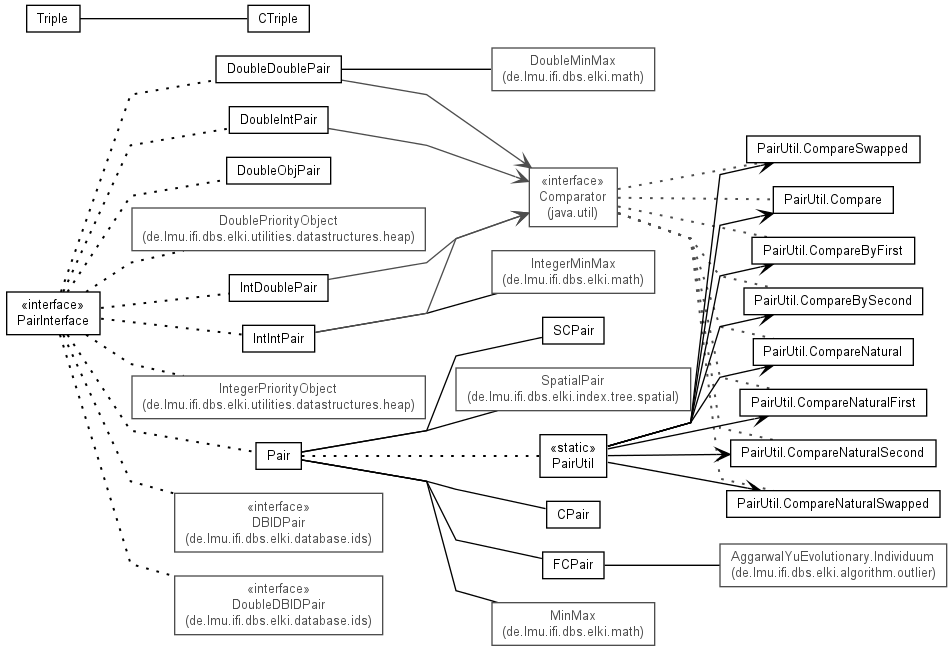 Triple
CTriple
DoubleDoublePair
DoubleMinMax
(de.lmu.ifi.dbs.elki.math)
DoubleIntPair
DoubleObjPair
«interface»
Comparator
(java.util)
PairUtil.CompareSwapped
PairUtil.Compare
DoublePriorityObject
(de.lmu.ifi.dbs.elki.utilities.datastructures.heap)
PairUtil.CompareByFirst
IntDoublePair
IntegerMinMax
(de.lmu.ifi.dbs.elki.math)
PairUtil.CompareBySecond
«interface»
PairInterface
IntIntPair
SCPair
PairUtil.CompareNatural
IntegerPriorityObject
(de.lmu.ifi.dbs.elki.utilities.datastructures.heap)
SpatialPair
(de.lmu.ifi.dbs.elki.index.tree.spatial)
PairUtil.CompareNaturalFirst
Pair
«static»
PairUtil
PairUtil.CompareNaturalSecond
«interface»
DBIDPair
(de.lmu.ifi.dbs.elki.database.ids)
CPair
PairUtil.CompareNaturalSwapped
FCPair
AggarwalYuEvolutionary.Individuum
(de.lmu.ifi.dbs.elki.algorithm.outlier)
«interface»
DoubleDBIDPair
(de.lmu.ifi.dbs.elki.database.ids)
MinMax
(de.lmu.ifi.dbs.elki.math)